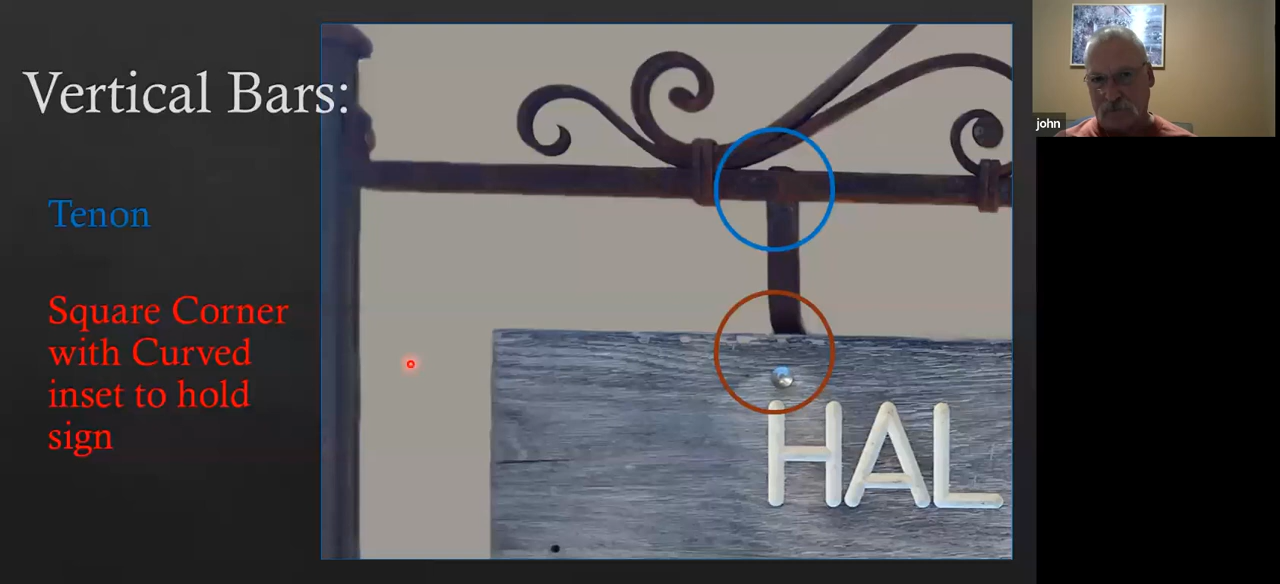 Vertical Bars:
Tenon
Square Corner
with Curved
inset to hold
sign
HAL
john